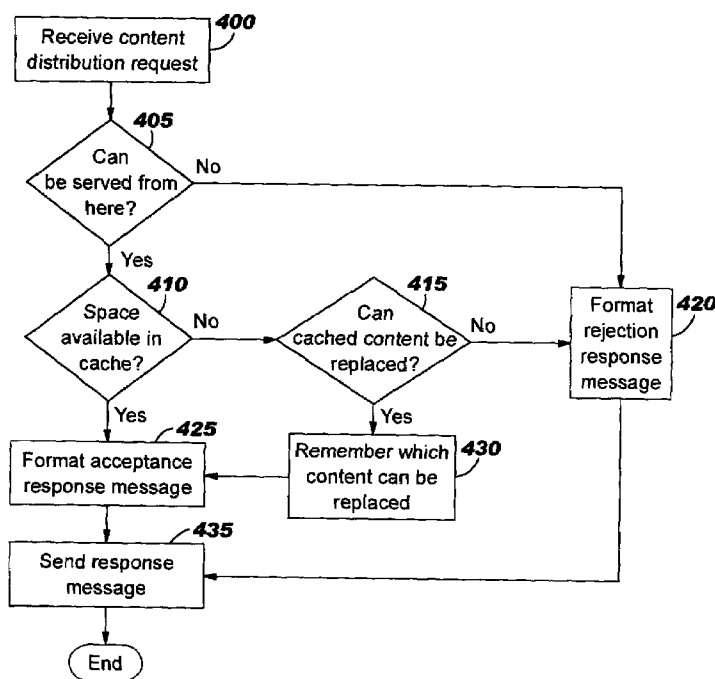 400
Receive content
distribution request
405
Can
be served from
here?
No
Yes
410
Space
available in
cache?
No
415
Can
cached content be
replaced?
No
420
Format
rejection
response
message
Yes
Yes
425
Format acceptance
response message
430
Remember which
content can be
replaced
435
Send response
message
End